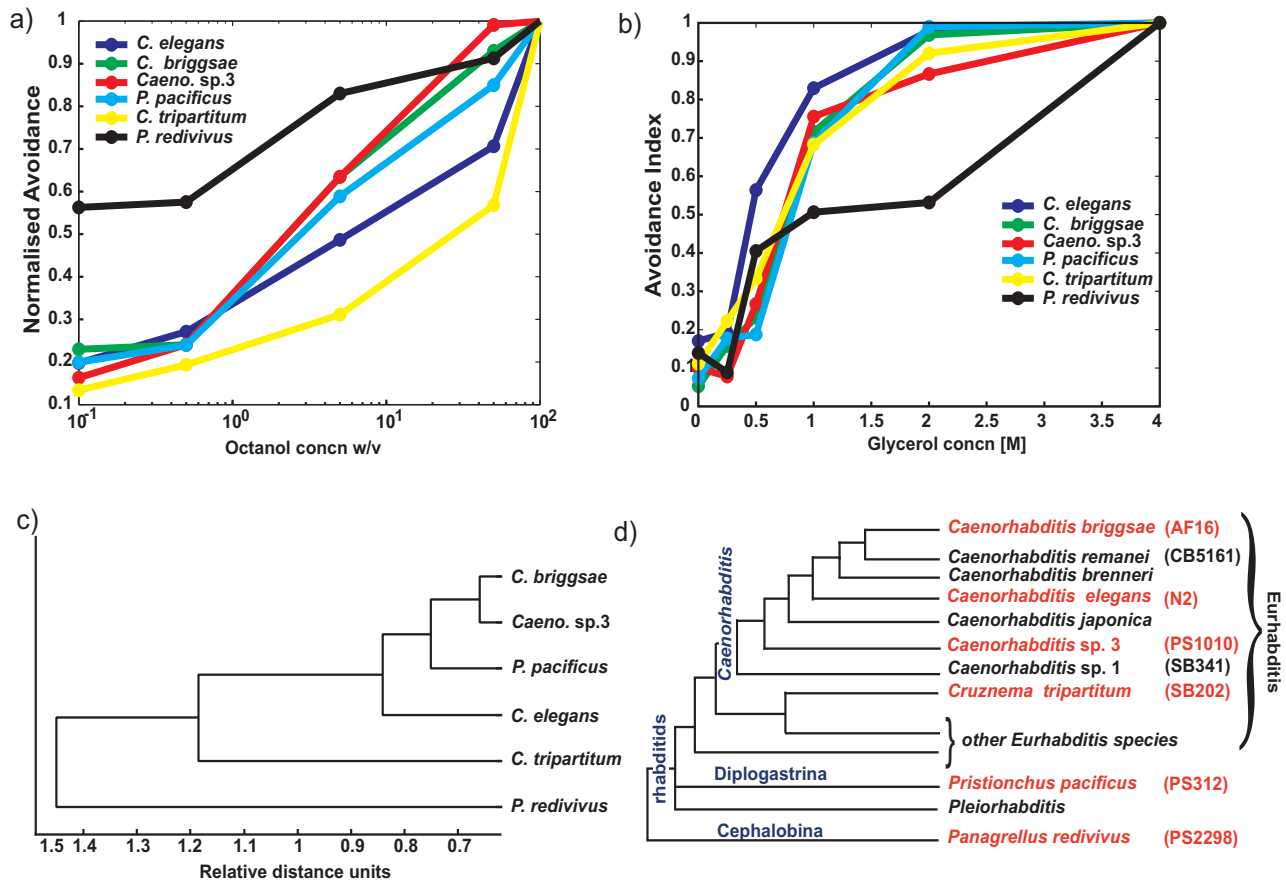 a)
1
0.9
0.8
0.7
0.6
0.5
0.4
0.3
0.2
0.1
Normalised Avoidance
C. elegans
C. briggsae
Caeno. sp.3
P. pacificus
C. tripartitum
P. redivivus
10⁻¹ 10⁰ 10¹ 10²
Octanol concn w/v
b)
1
0.9
0.8
0.7
0.6
0.5
0.4
0.3
0.2
0.1
0
Avoidance Index
C. elegans
C. briggsae
Caeno. sp.3
P. pacificus
C. tripartitum
P. redivivus
0 0.5 1 1.5 2 2.5 3 3.5 4
Glycerol concn [M]
c)
C. briggsae
Caeno. sp.3
P. pacificus
C. elegans
C. tripartitum
P. redivivus
1.5 1.4 1.3 1.2 1.1 1 0.9 0.8 0.7
Relative distance units
d)
Caenorhabditis briggsae (AF16)
Caenorhabditis remanei (CB5161)
Caenorhabditis brenneri
Caenorhabditis elegans (N2)
Caenorhabditis japonica
Caenorhabditis sp. 3 (PS1010)
Caenorhabditis sp. 1 (SB341)
Cruznema tripartitum (SB202)
other Eurhabditis species
Pristionchus pacificus (PS312)
Pleiorhabditis
Panagrellus redivivus (PS2298)
Caenorhabditis
rhabditids
Diplogastrina
Cephalobina
Eurhabditis